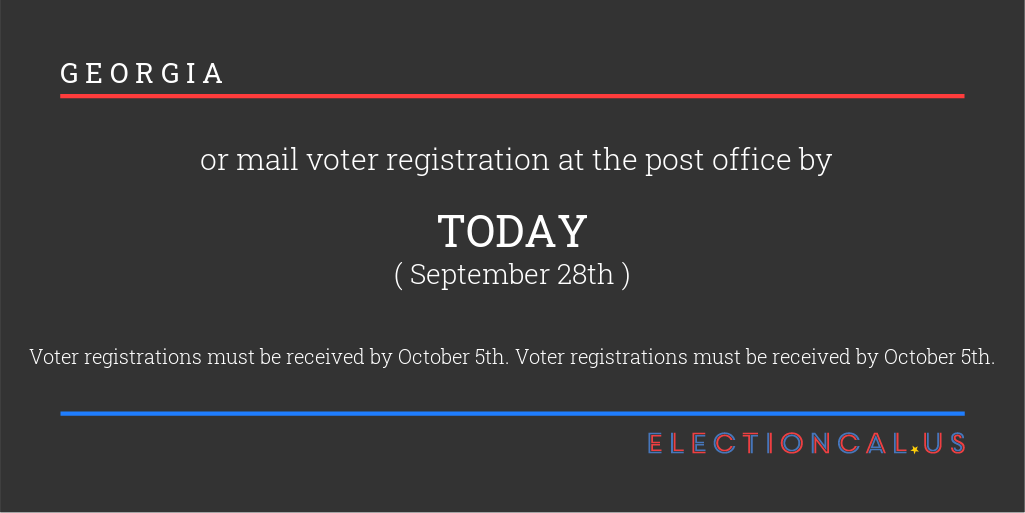 GEORGIA
or mail voter registration at the post office by
TODAY
( September 28th )
Voter registrations must be received by October 5th. Voter registrations must be received by October 5th.
ELECTIONCAL.US